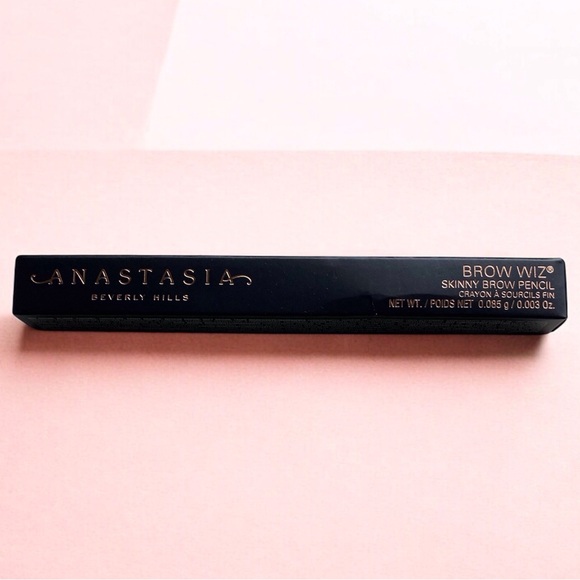 ANASTASIA
BEVERLY HILLS
BROW WIZ®
SKINNY BROW PENCIL
CRAYON À SOURCILS FIN
NET WT. / POIDS NET 0.085 g / 0.003 Oz.